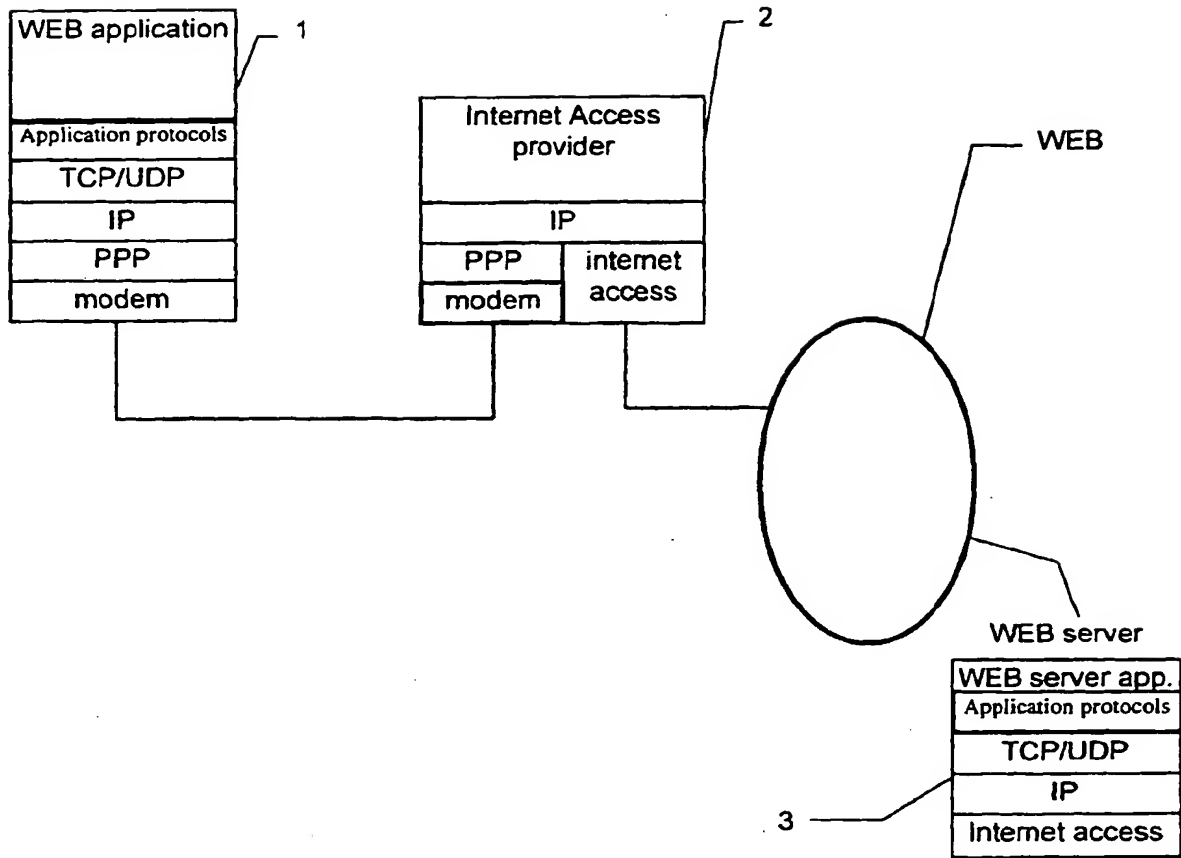 WEB application
1
Application protocols
TCP/UDP
IP
PPP
modem
2
Internet Access
provider
IP
PPP
modem
internet
access
WEB
WEB server
WEB server app.
Application protocols
TCP/UDP
IP
Internet access
3